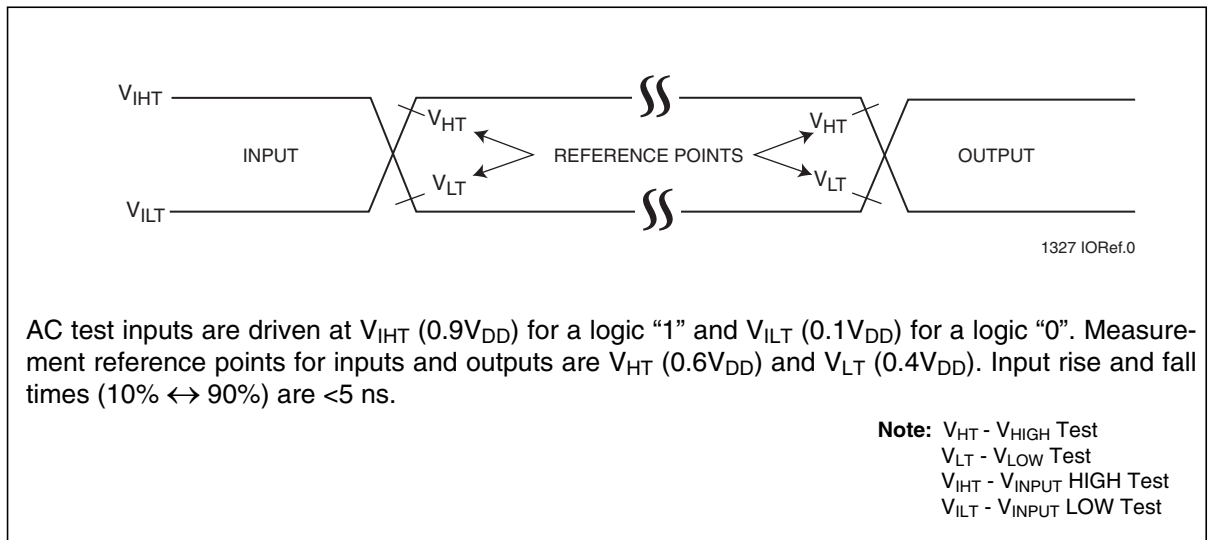 VIHT
VHT
VHT
INPUT
REFERENCE POINTS
OUTPUT
VLT
VLT
VILT
1327 IORef.0
AC test inputs are driven at VIHT (0.9VDD) for a logic “1” and VILT (0.1VDD) for a logic “0”. Measure-
ment reference points for inputs and outputs are VHT (0.6VDD) and VLT (0.4VDD). Input rise and fall
times (10% ↔ 90%) are <5 ns.
Note: VHT - VHIGH Test
VLT - VLOW Test
VIHT - VINPUT HIGH Test
VILT - VINPUT LOW Test